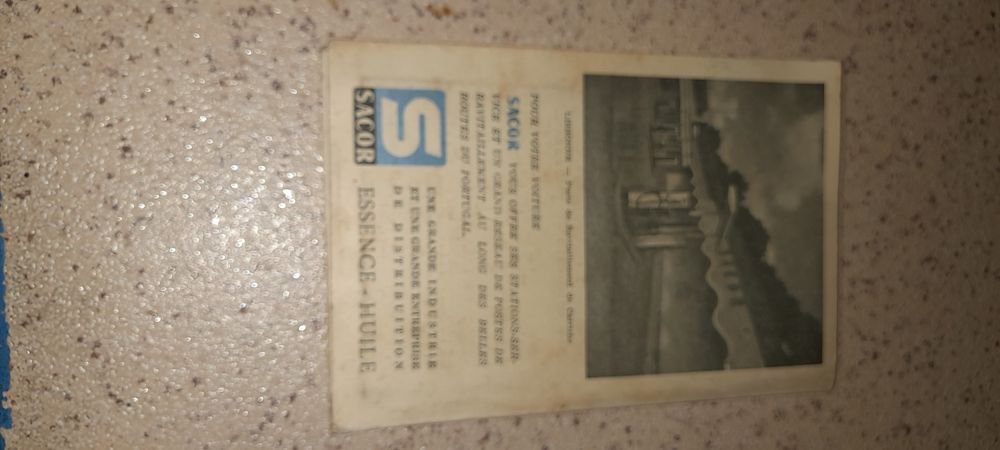 LISBONNE — Poste de Ravitaillement de Carriche
POUR VOTRE VOITURE
SACOR VOUS OFFRE SES STATIONS-SER-
VICE ET UN GRAND RESEAU DE POSTES DE
RAVITAILLEMENT AU LONG DES BELLES
ROUTES DU PORTUGAL.
S
SACOR
UNE GRANDE INDUSTRIE
ET UNE GRANDE ENTREPRISE
DE DISTRIBUITION
ESSENCE - HUILE